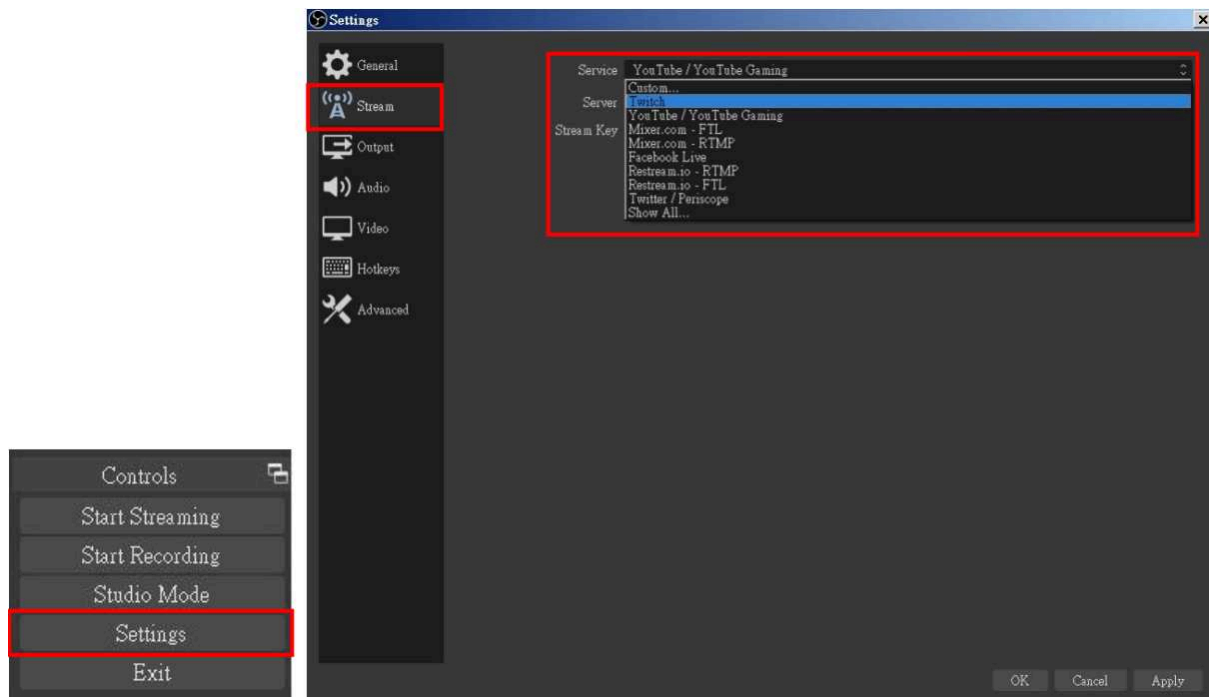 Settings
General
Stream
Output
Audio
Video
Hotkeys
Advanced
Service YouTube / YouTube Gaming
Custom...
Server Twitch
YouTube / YouTube Gaming
Stream Key Mixer.com - FTL
Mixer.com - RTMP
Facebook Live
Restream.io - RTMP
Restream.io - FTL
Twitter / Periscope
Show All...
OK Cancel Apply
Controls
Start Streaming
Start Recording
Studio Mode
Settings
Exit